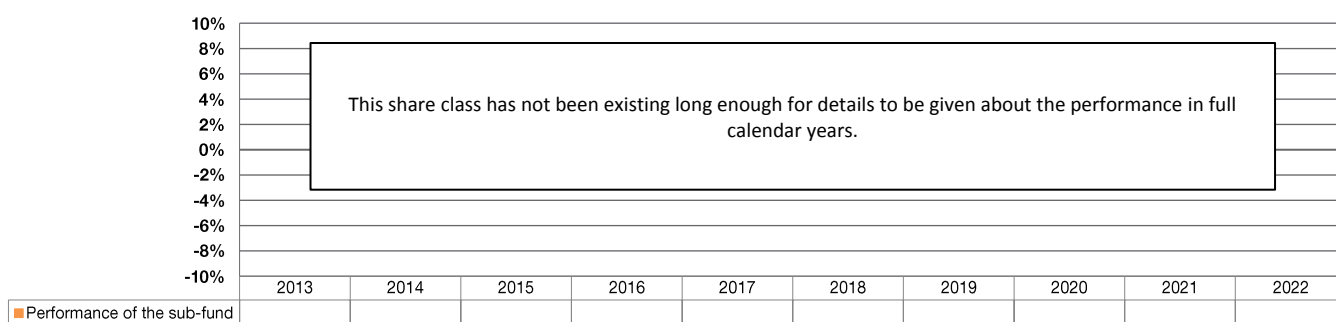 10%
8%
6%
4%
2%
0%
-2%
-4%
-6%
-8%
-10%
This share class has not been existing long enough for details to be given about the performance in full
calendar years.
2013 2014 2015 2016 2017 2018 2019 2020 2021 2022
Performance of the sub-fund